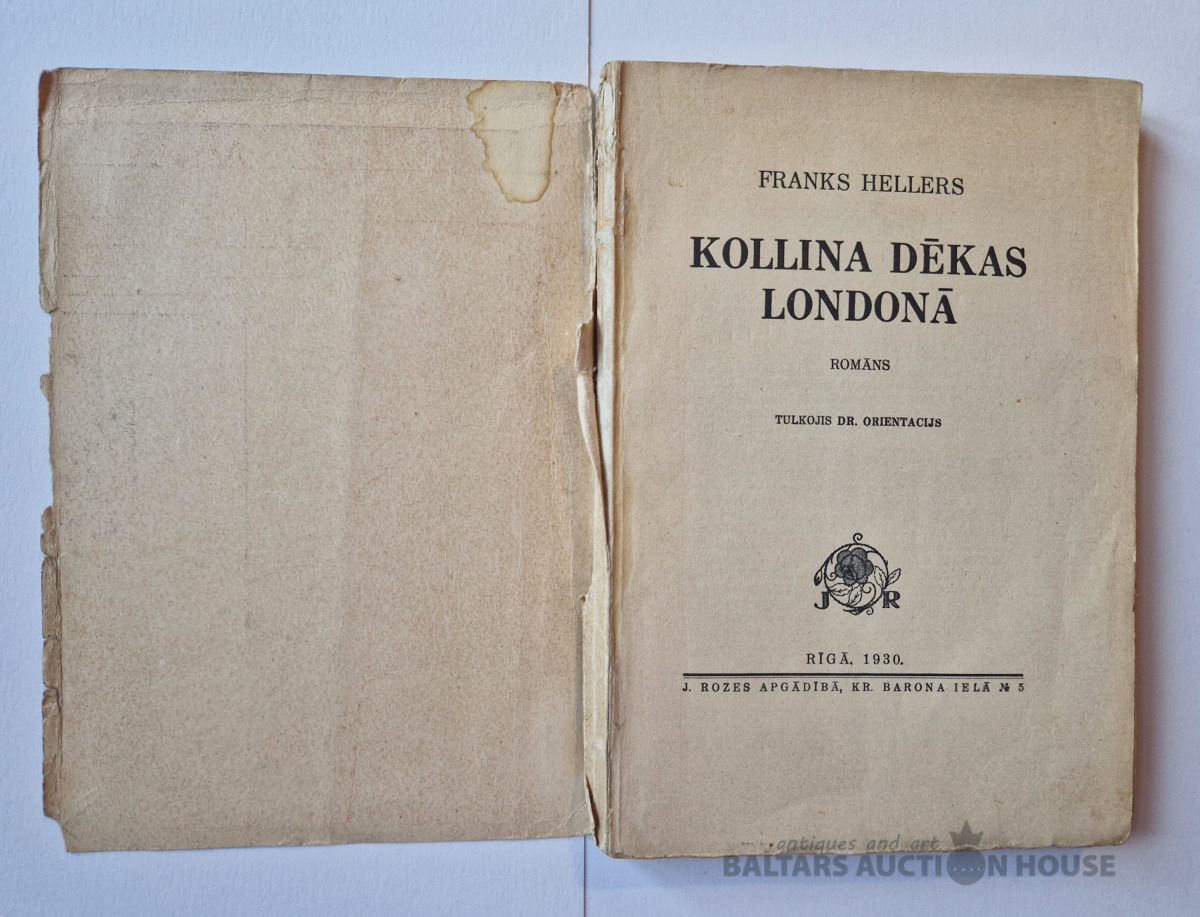 FRANKS HELLERS
KOLLINA DĒKAS
LONDONĀ
ROMĀNS
TULKOJIS DR. ORIENTACIJS
J R
RĪGĀ, 1930.
J. ROZES APGĀDĪBĀ, KR. BARONA IELĀ № 5
antiques and art
BALTARS AUCTION HOUSE